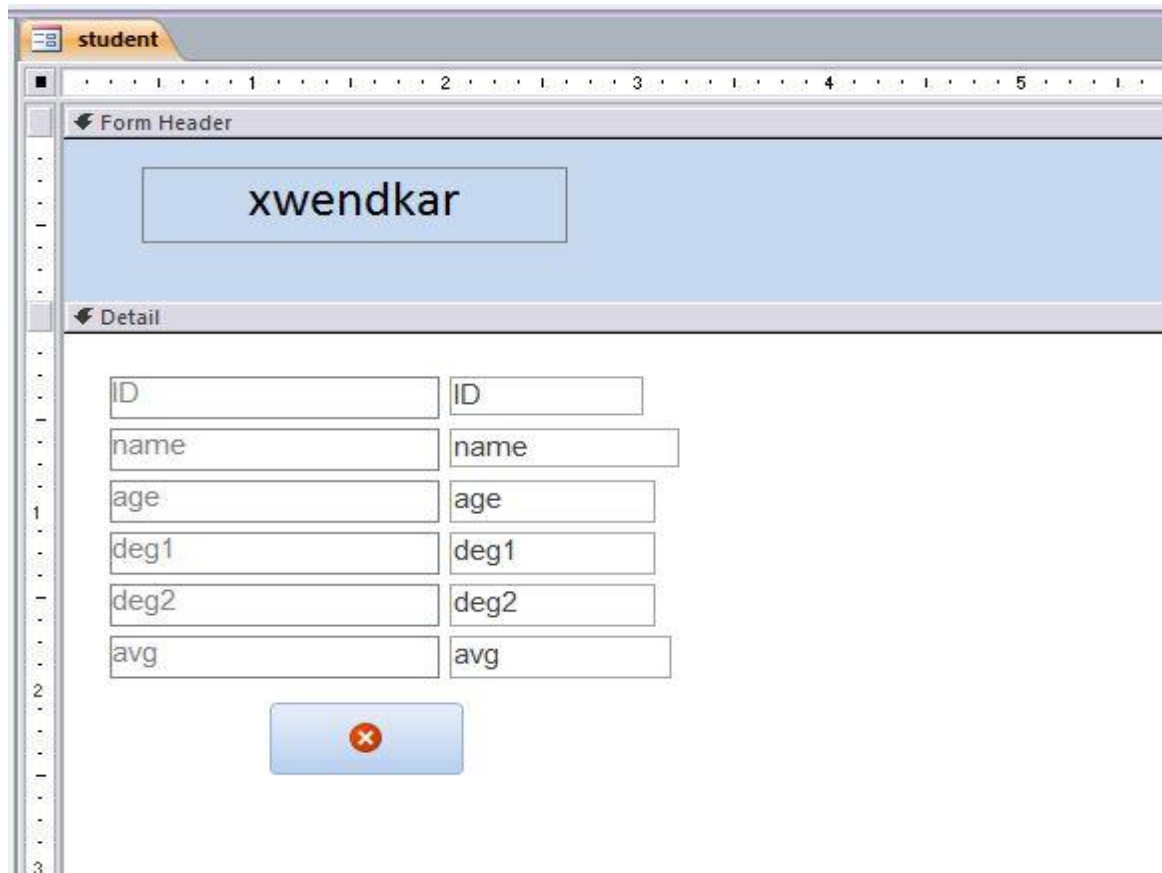 student
1 2 3 4 5
Form Header
xwendkar
Detail
ID ID
name name
age age
1
deg1 deg1
deg2 deg2
avg avg
2
3